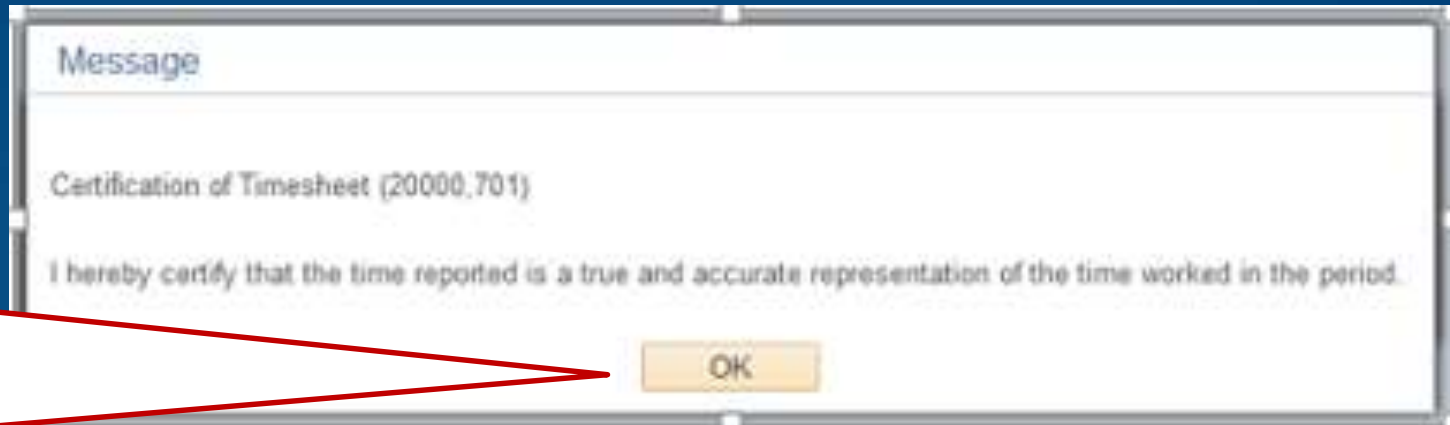 Message
Certification of Timesheet (20000,701)
I hereby certify that the time reported is a true and accurate representation of the time worked in the period.
OK